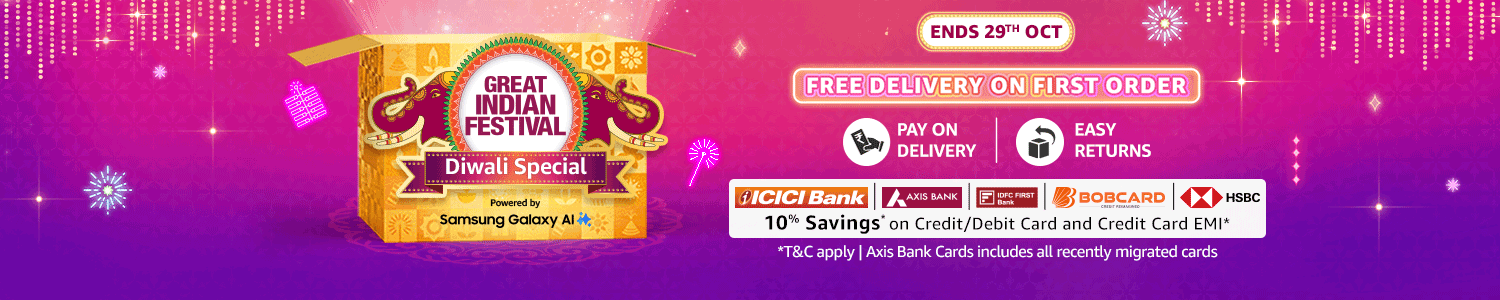 GREAT
INDIAN
FESTIVAL
Diwali Special
Powered by
Samsung Galaxy AI
ENDS 29TH OCT
FREE DELIVERY ON FIRST ORDER
PAY ON
DELIVERY
EASY
RETURNS
ICICI Bank | AXIS BANK | IDFC FIRST Bank | BOBCARD CREDIT REIMAGINED | HSBC
10% Savings* on Credit/Debit Card and Credit Card EMI*
*T&C apply | Axis Bank Cards includes all recently migrated cards